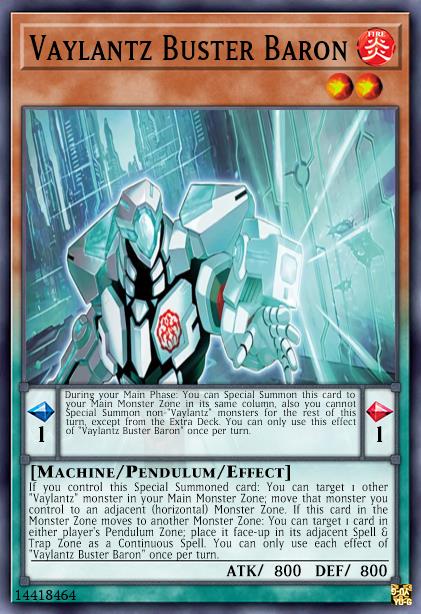 VAYLANTZ BUSTER BARON
FIRE
炎
During your Main Phase: You can Special Summon this card to
your Main Monster Zone in its same column, also you cannot
Special Summon non-"Vaylantz" monsters for the rest of this
turn, except from the Extra Deck. You can only use this effect
of "Vaylantz Buster Baron" once per turn.
1
1
[MACHINE/PENDULUM/EFFECT]
If you control this Special Summoned card: You can target 1 other
"Vaylantz" monster in your Main Monster Zone; move that monster you
control to an adjacent (horizontal) Monster Zone. If this card in the
Monster Zone moves to another Monster Zone: You can target 1 card in
either player's Pendulum Zone; place it face-up in its adjacent Spell &
Trap Zone as a Continuous Spell. You can only use each effect of
"Vaylantz Buster Baron" once per turn.
ATK/ 800 DEF/ 800
14418464